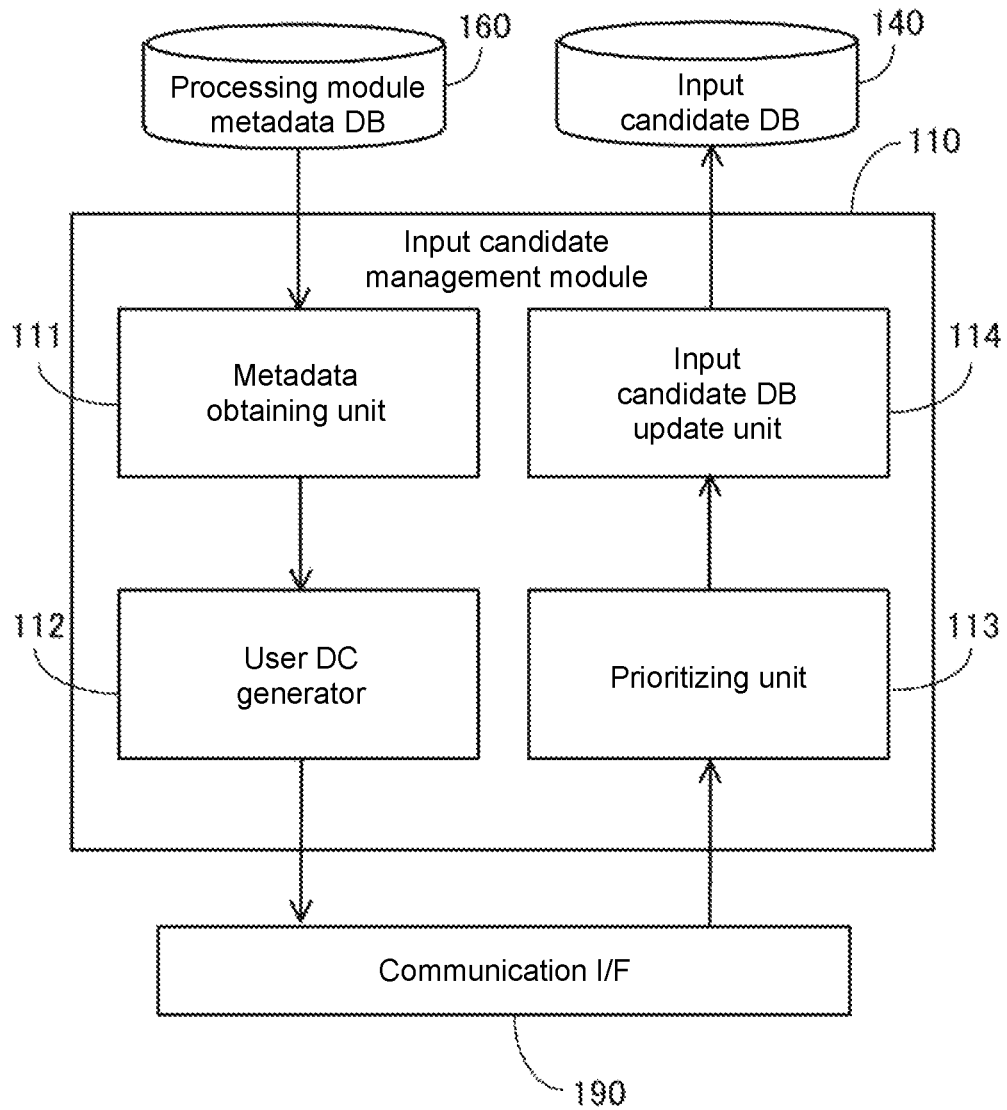 160
140
Processing module
metadata DB
Input
candidate DB
110
Input candidate
management module
111
Metadata
obtaining unit
Input
candidate DB
update unit
114
112
User DC
generator
Prioritizing unit
113
Communication I/F
190